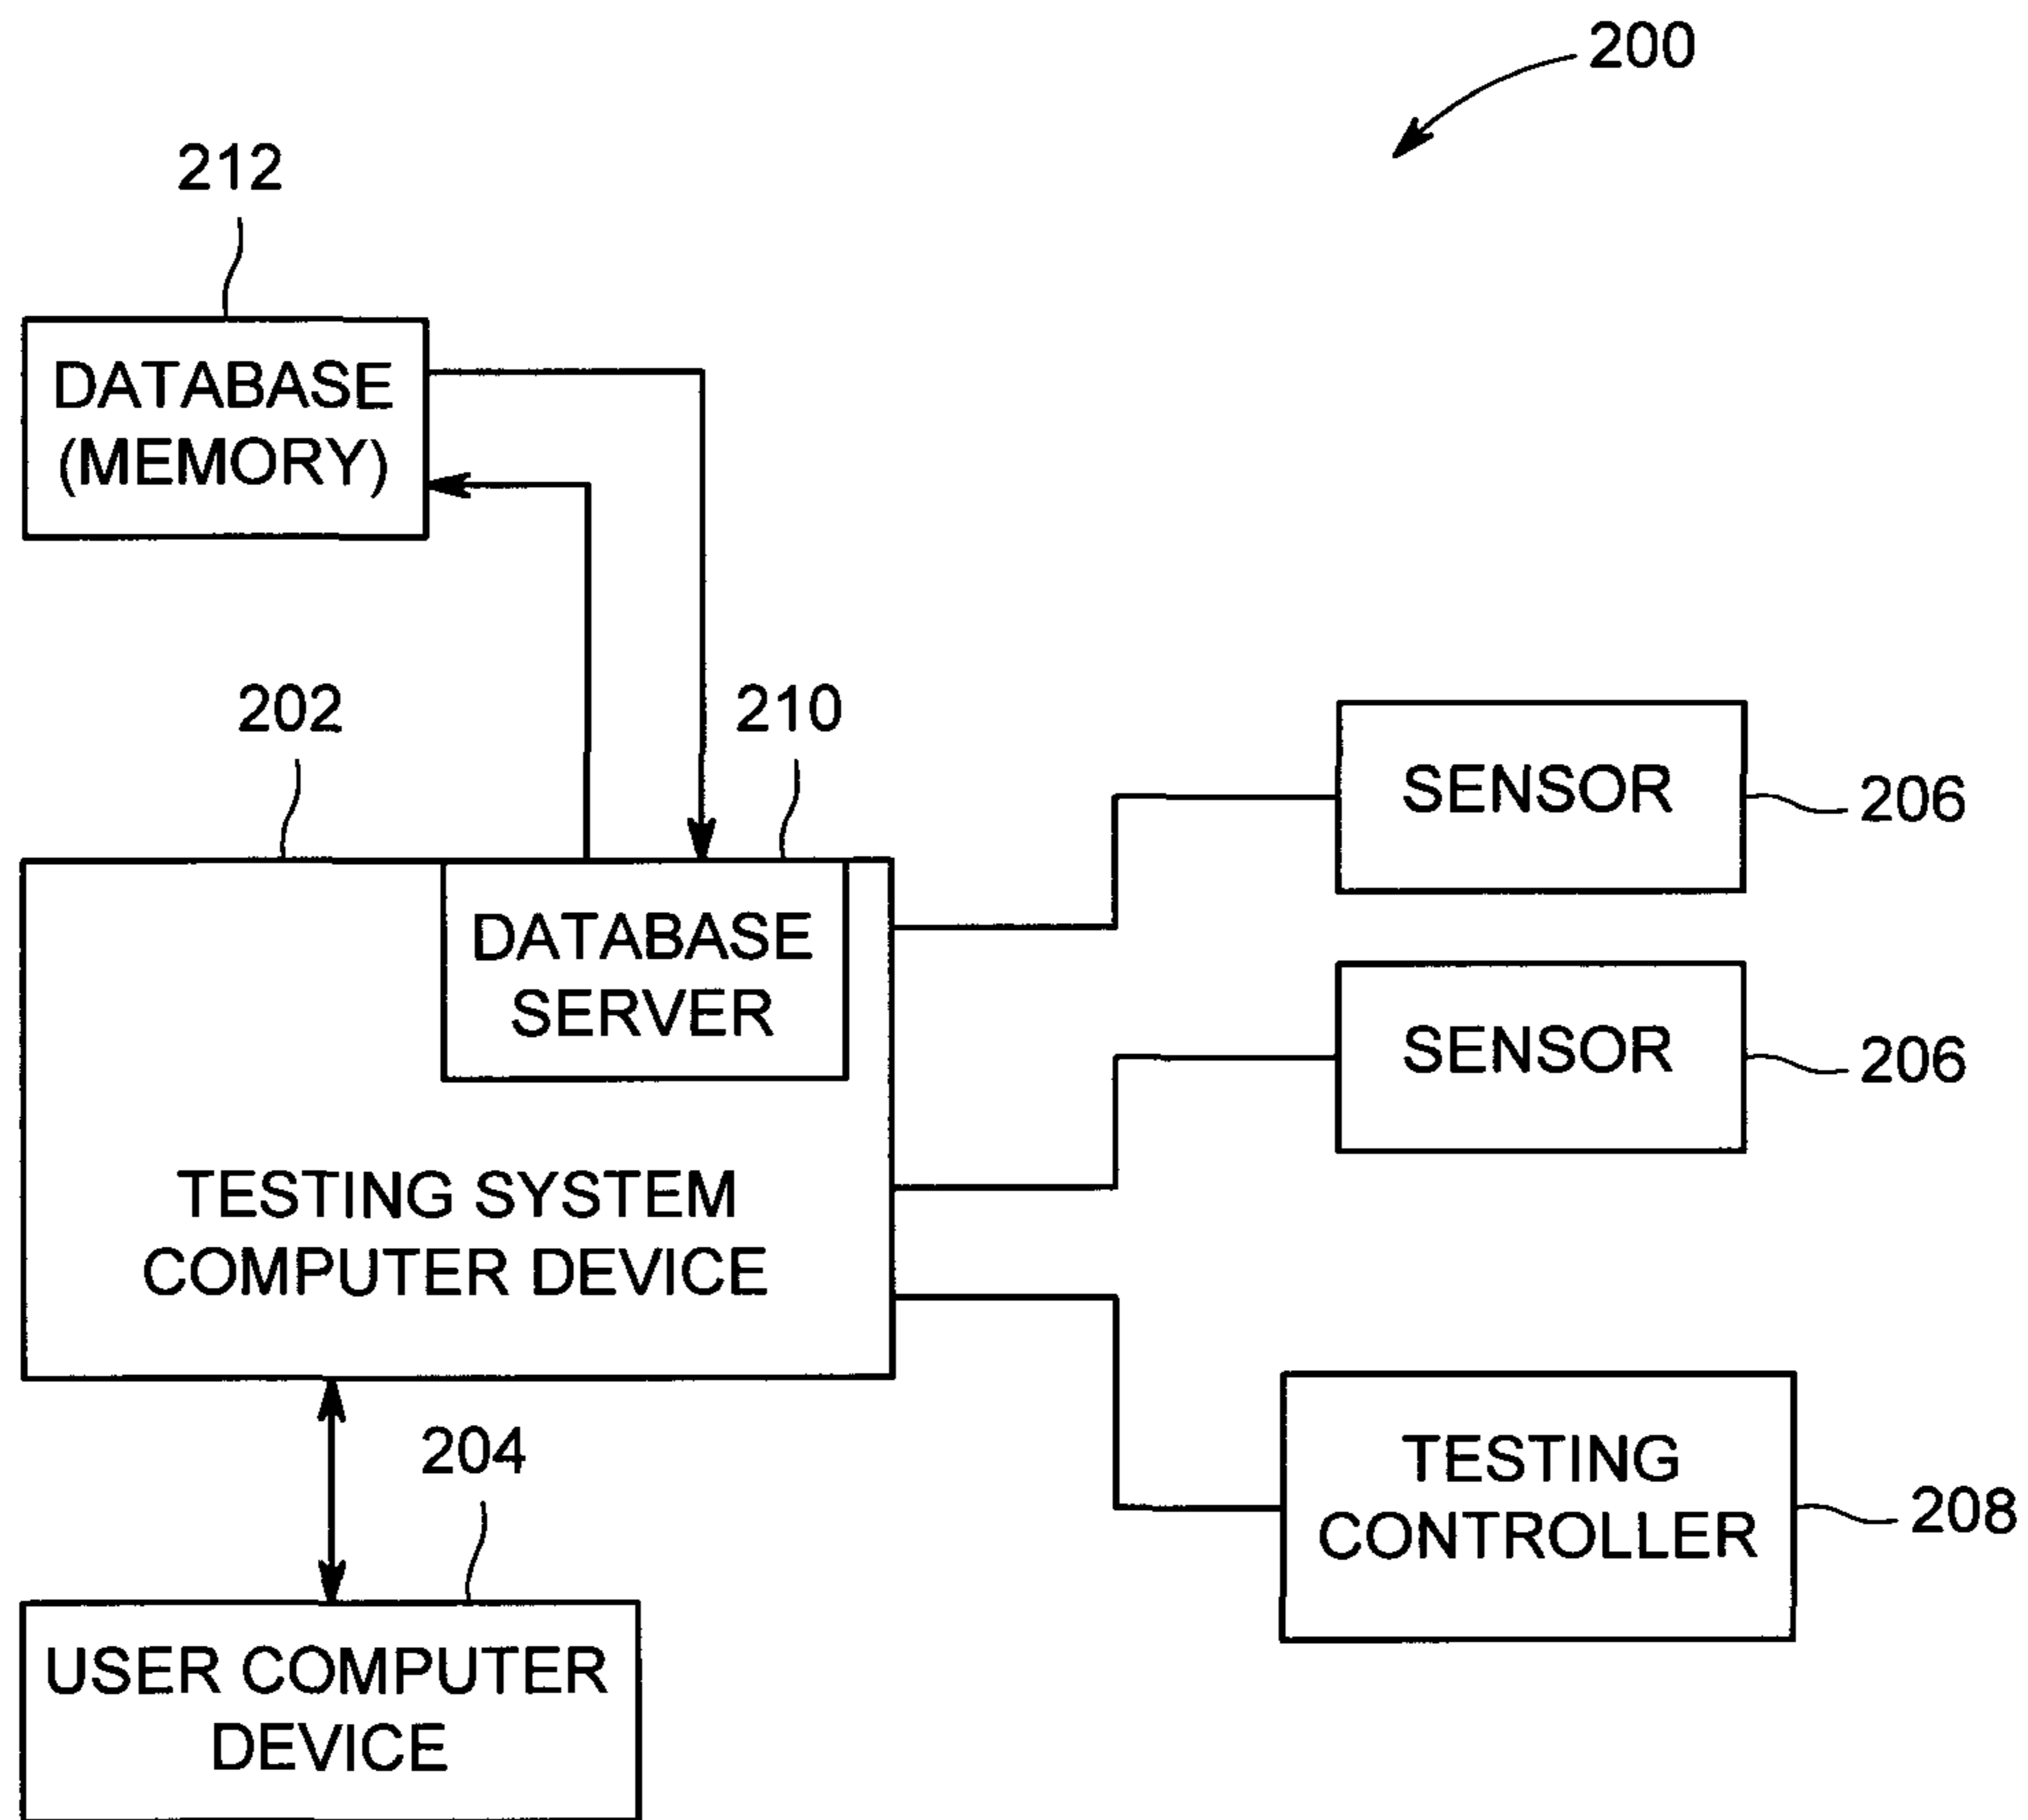 200
212
DATABASE
(MEMORY)
202
210
DATABASE
SERVER
TESTING SYSTEM
COMPUTER DEVICE
SENSOR
206
SENSOR
206
TESTING
CONTROLLER
208
204
USER COMPUTER
DEVICE